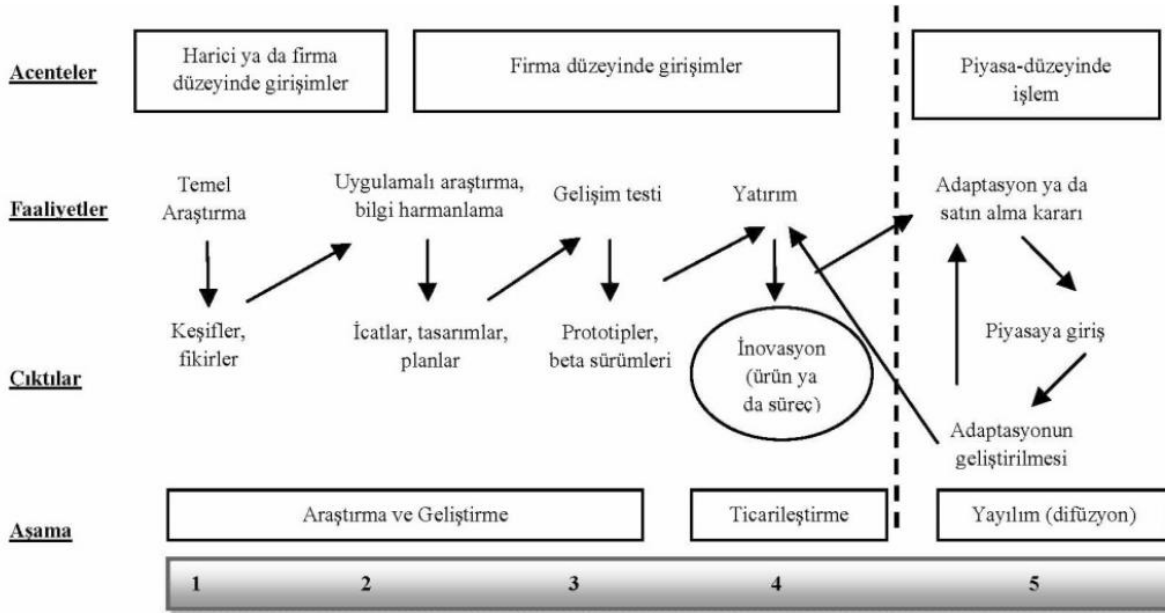 Acenteler
Harici ya da firma
düzeyinde girişimler
Firma düzeyinde girişimler
Piyasa-düzeyinde
işlem
Faaliyetler
Temel
Araştırma
Uygulamalı araştırma,
bilgi harmanlama
Gelişim testi
Yatırım
Adaptasyon ya da
satın alma kararı
Çıktılar
Keşifler,
fikirler
İcatlar, tasarımlar,
planlar
Prototipler,
beta sürümleri
İnovasyon
(ürün ya
da süreç)
Piyasaya giriş
Adaptasyonun
geliştirilmesi
Aşama
Araştırma ve Geliştirme
Ticarileştirme
Yayılım (difüzyon)
1 2 3 4 5